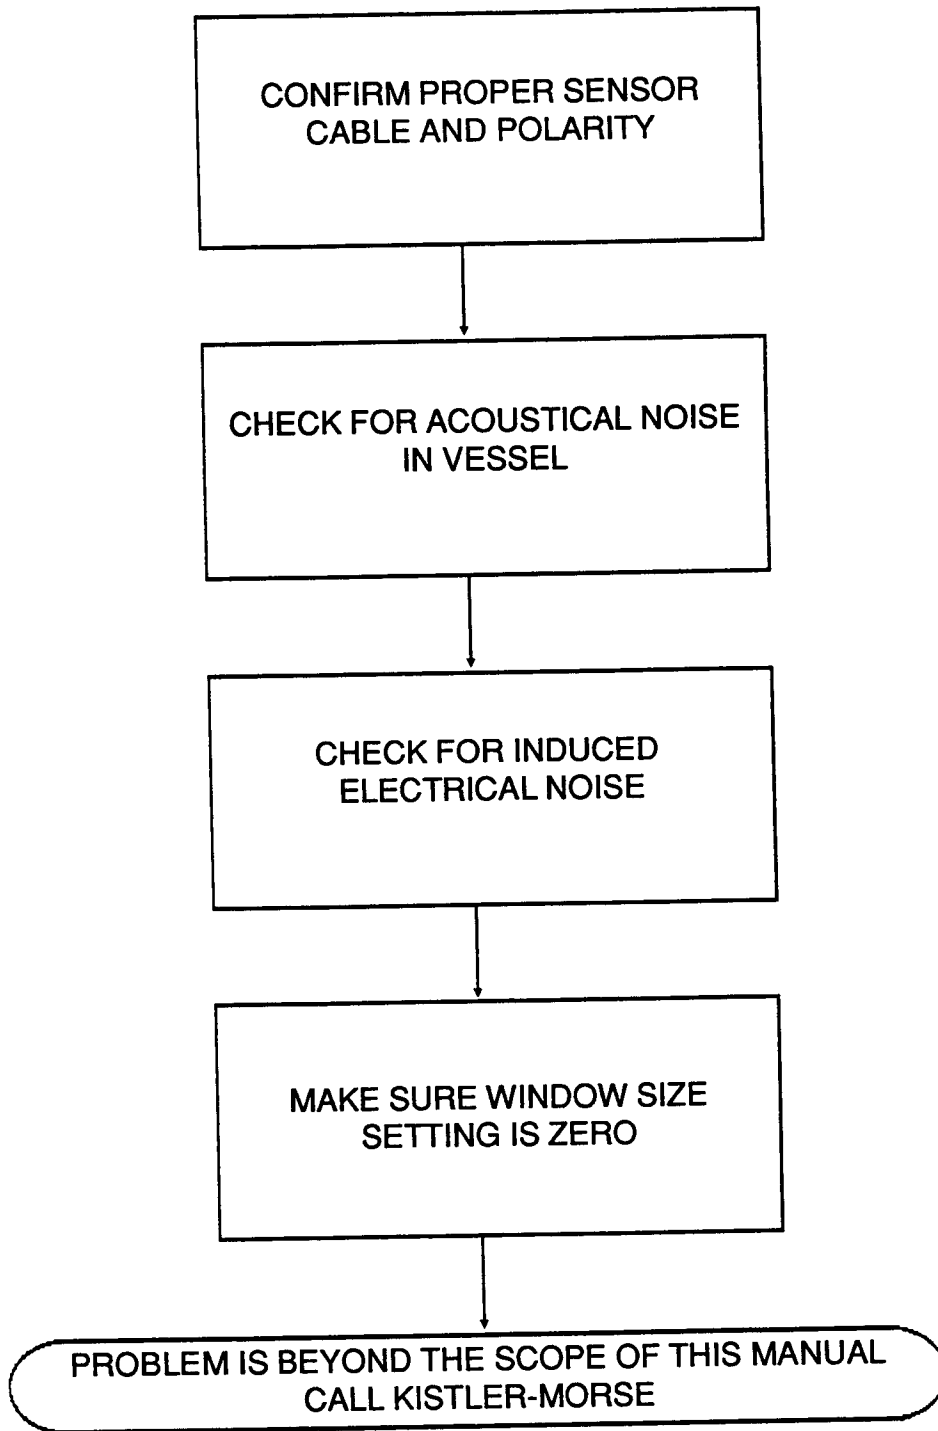 CONFIRM PROPER SENSOR
CABLE AND POLARITY
CHECK FOR ACOUSTICAL NOISE
IN VESSEL
CHECK FOR INDUCED
ELECTRICAL NOISE
MAKE SURE WINDOW SIZE
SETTING IS ZERO
PROBLEM IS BEYOND THE SCOPE OF THIS MANUAL
CALL KISTLER-MORSE